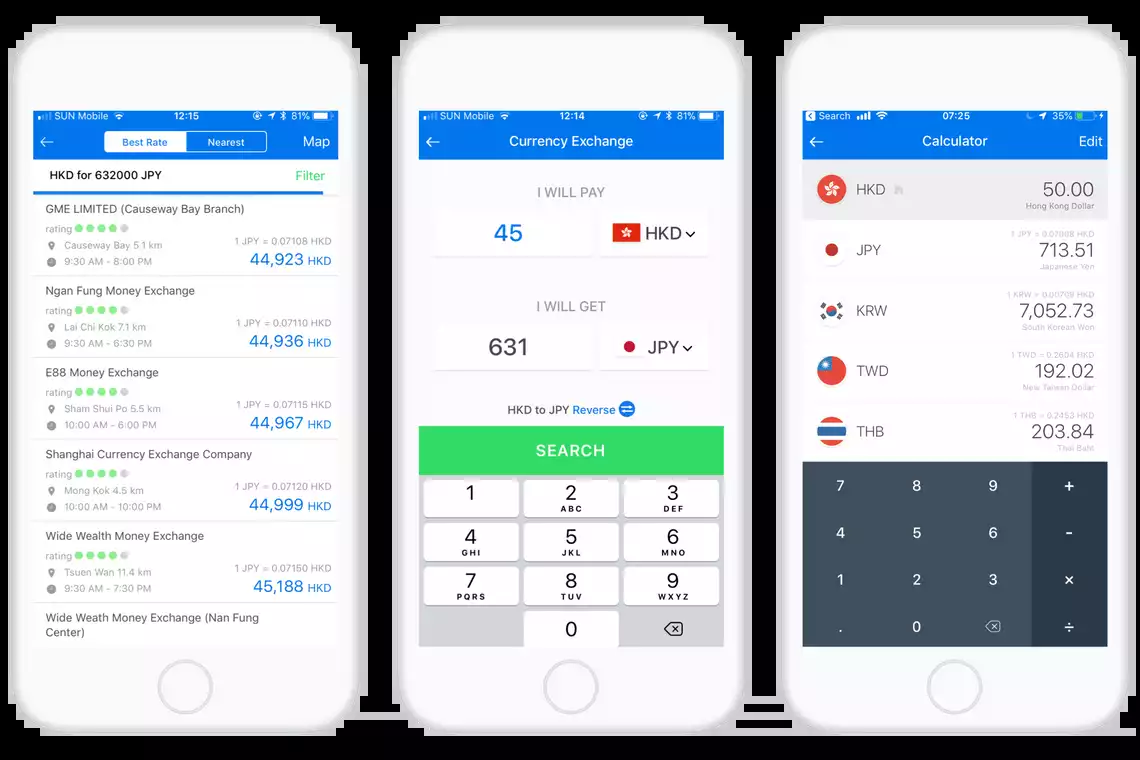 SUN Mobile 12:15 81%
Best Rate Nearest Map
HKD for 632000 JPY Filter
GME LIMITED (Causeway Bay Branch)
rating
Causeway Bay 5.1 km 1 JPY = 0.07108 HKD
9:30 AM - 8:00 PM 44,923 HKD
Ngan Fung Money Exchange
rating
Lai Chi Kok 7.1 km 1 JPY = 0.07110 HKD
9:30 AM - 6:30 PM 44,936 HKD
E88 Money Exchange
rating
Sham Shui Po 5.5 km 1 JPY = 0.07115 HKD
10:00 AM - 6:00 PM 44,967 HKD
Shanghai Currency Exchange Company
rating
Mong Kok 4.5 km 1 JPY = 0.07120 HKD
10:00 AM - 10:00 PM 44,999 HKD
Wide Wealth Money Exchange
rating
Tsuen Wan 11.4 km 1 JPY = 0.07150 HKD
9:30 AM - 7:30 PM 45,188 HKD
Wide Weath Money Exchange (Nan Fung
Center)
SUN Mobile 12:14 81%
Currency Exchange
I WILL PAY
45 HKD
I WILL GET
631 JPY
HKD to JPY Reverse
SEARCH
1 2 3
ABC DEF
4 5 6
GHI JKL MNO
7 8 9
PQRS TUV WXYZ
0
Search 07:25 35%
Calculator Edit
HKD 50.00
Hong Kong Dollar
1 JPY = 0.07008 HKD
JPY 713.51
Japanese Yen
1 KRW = 0.00709 HKD
KRW 7,052.73
South Korean Won
1 TWD = 0.2604 HKD
TWD 192.02
New Taiwan Dollar
1 THB = 0.2453 HKD
THB 203.84
Thai Baht
7 8 9 +
4 5 6 -
1 2 3 ×
. 0 ÷